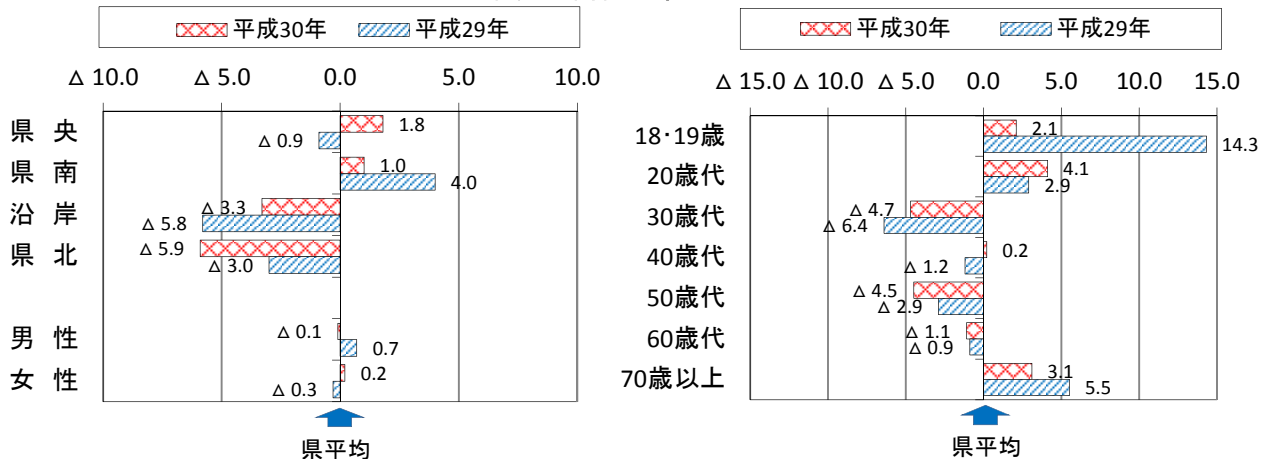 平成30年 平成29年
△ 10.0 △ 5.0 0.0 5.0 10.0
県 央 1.8
△ 0.9
県 南 1.0
4.0
沿 岸 △ 3.3
△ 5.8
県 北 △ 5.9
△ 3.0
男 性 △ 0.1
0.7
女 性 0.2
△ 0.3
県平均
平成30年 平成29年
△ 15.0 △ 10.0 △ 5.0 0.0 5.0 10.0 15.0
18・19歳 2.1
14.3
20歳代 4.1
2.9
30歳代 △ 4.7
△ 6.4
40歳代 0.2
△ 1.2
50歳代 △ 4.5
△ 2.9
60歳代 △ 1.1
△ 0.9
70歳以上 3.1
5.5
県平均